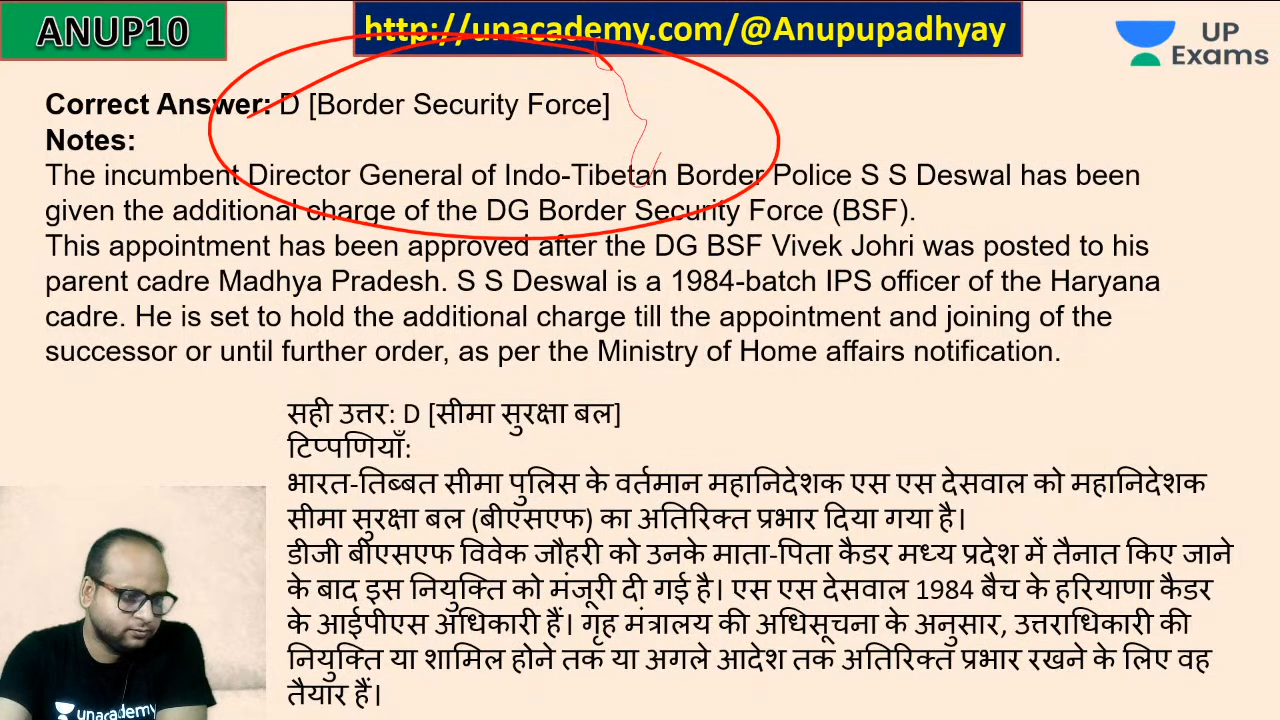 ANUP10
http://unacademy.com/@Anupupadhyay
UP
Exams
Correct Answer: D [Border Security Force]
Notes:
The incumbent Director General of Indo-Tibetan Border Police S S Deswal has been
given the additional charge of the DG Border Security Force (BSF).
This appointment has been approved after the DG BSF Vivek Johri was posted to his
parent cadre Madhya Pradesh. S S Deswal is a 1984-batch IPS officer of the Haryana
cadre. He is set to hold the additional charge till the appointment and joining of the
successor or until further order, as per the Ministry of Home affairs notification.
सही उत्तर: D [सीमा सुरक्षा बल]
टिप्पणियाँ:
भारत-तिब्बत सीमा पुलिस के वर्तमान महानिदेशक एस एस देसवाल को महानिदेशक
सीमा सुरक्षा बल (बीएसएफ) का अतिरिक्त प्रभार दिया गया है।
डीजी बीएसएफ विवेक जौहरी को उनके माता-पिता कैडर मध्य प्रदेश में तैनात किए जाने
के बाद इस नियुक्ति को मंजूरी दी गई है। एस एस देसवाल 1984 बैच के हरियाणा कैडर
के आईपीएस अधिकारी हैं। गृह मंत्रालय की अधिसूचना के अनुसार, उत्तराधिकारी की
नियुक्ति या शामिल होने तक या अगले आदेश तक अतिरिक्त प्रभार रखने के लिए वह
तैयार हैं।
unacademy